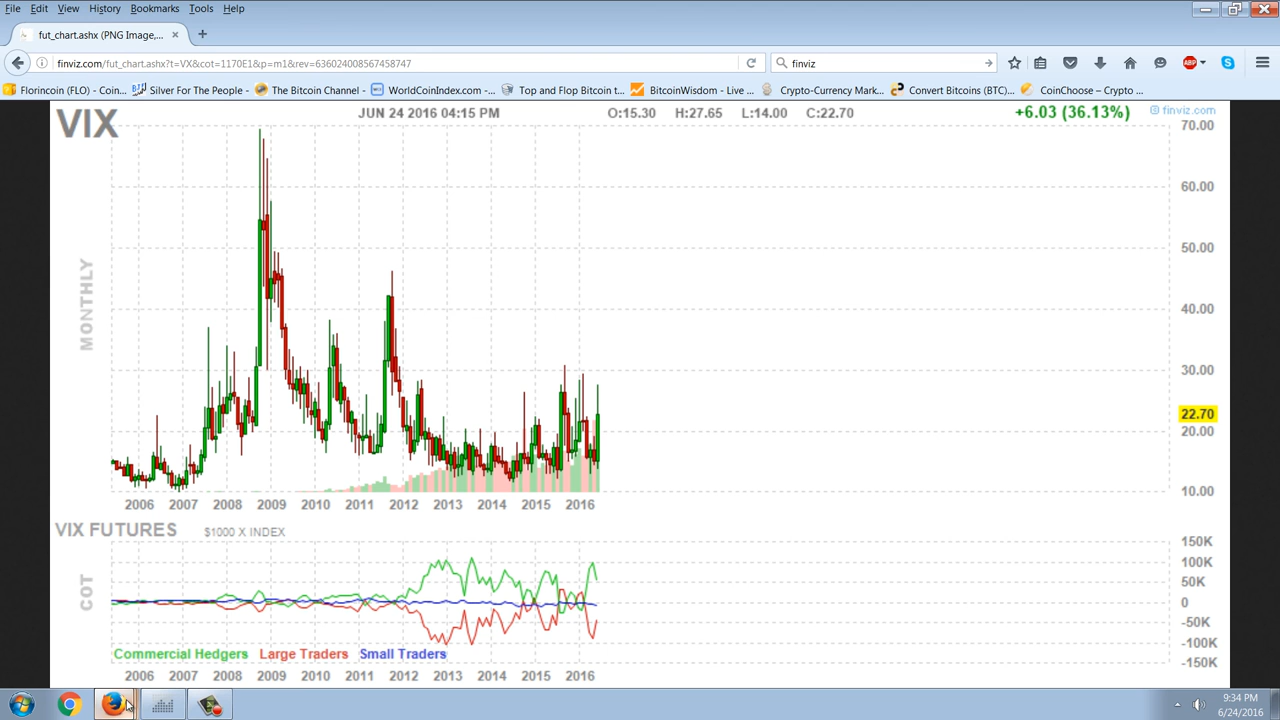 File Edit View History Bookmarks Tools Help
fut_chart.ashx (PNG Image,...
finviz.com/fut_chart.ashx?t=VX&cot=1170E1&p=m1&rev=636024008567458747
finviz
ABP
Florincoin (FLO) - Coin...
Silver For The People - ...
The Bitcoin Channel - ...
WorldCoinIndex.com - ...
Top and Flop Bitcoin t...
BitcoinWisdom - Live ...
Crypto-Currency Mark...
Convert Bitcoins (BTC)...
CoinChoose – Crypto ...
VIX
JUN 24 2016 04:15 PM
O:15.30 H:27.65 L:14.00 C:22.70
+6.03 (36.13%)
© finviz.com
70.00
60.00
50.00
40.00
30.00
22.70
20.00
10.00
MONTHLY
2006 2007 2008 2009 2010 2011 2012 2013 2014 2015 2016
VIX FUTURES $1000 X INDEX
150K
100K
50K
0
-50K
-100K
-150K
COT
Commercial Hedgers Large Traders Small Traders
2006 2007 2008 2009 2010 2011 2012 2013 2014 2015 2016
9:34 PM
6/24/2016